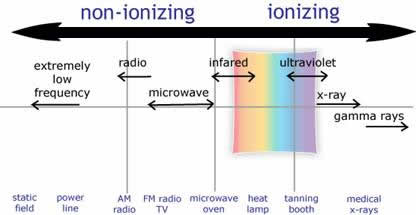 non-ionizing ionizing
extremely low frequency
radio
microwave
infared
ultraviolet
x-ray
gamma rays
static field
power line
AM radio
FM radio TV
microwave oven
heat lamp
tanning booth
medical x-rays